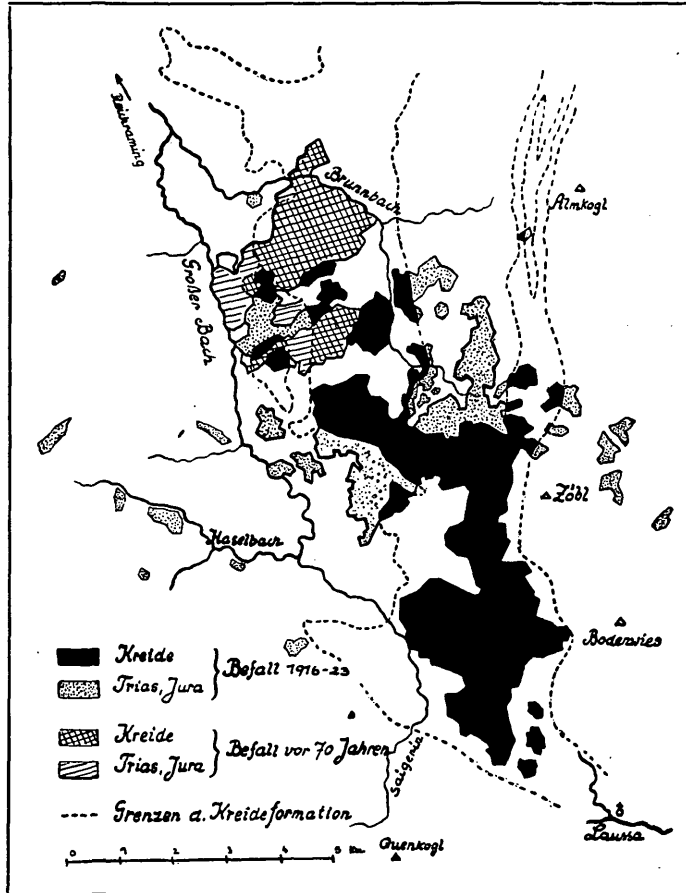 Reichraming
Brunnbach
Almkogl
Großer Bach
Zöbl
Haselbach
Bodenwies
Kreide
Trias, Jura
Befall 1916-23
Kreide
Trias, Jura
Befall vor 70 Jahren
Grenzen d. Kreideformation
Saigerin
Laussa
0 1 2 3 4 5 Km
Quenkogl